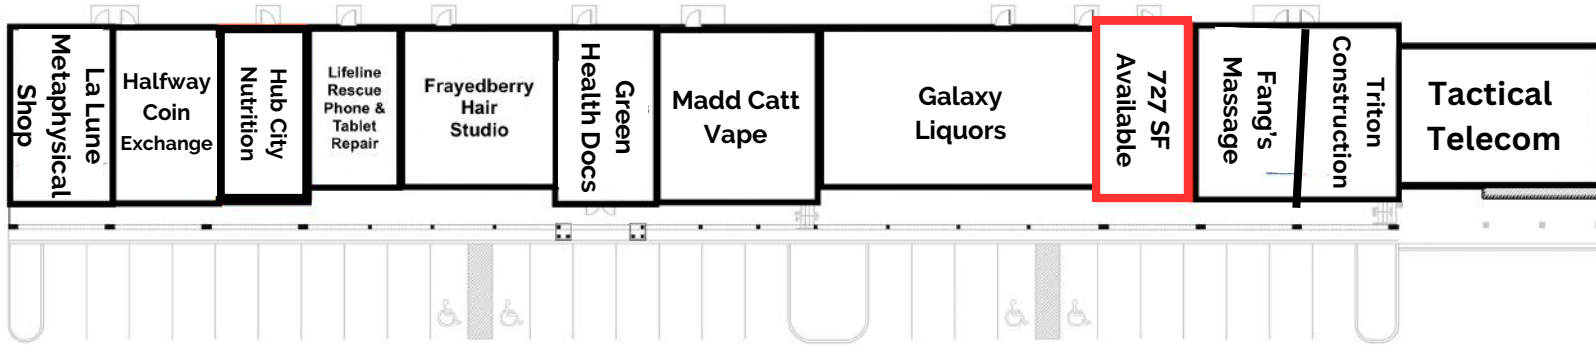 La Lune
Metaphysical
Shop
Halfway
Coin
Exchange
Hub City
Nutrition
Lifeline
Rescue
Phone &
Tablet
Repair
Frayedberry
Hair
Studio
Green
Health Docs
Madd Catt
Vape
Galaxy
Liquors
727 SF
Available
Fang's
Massage
Triton
Construction
Tactical
Telecom